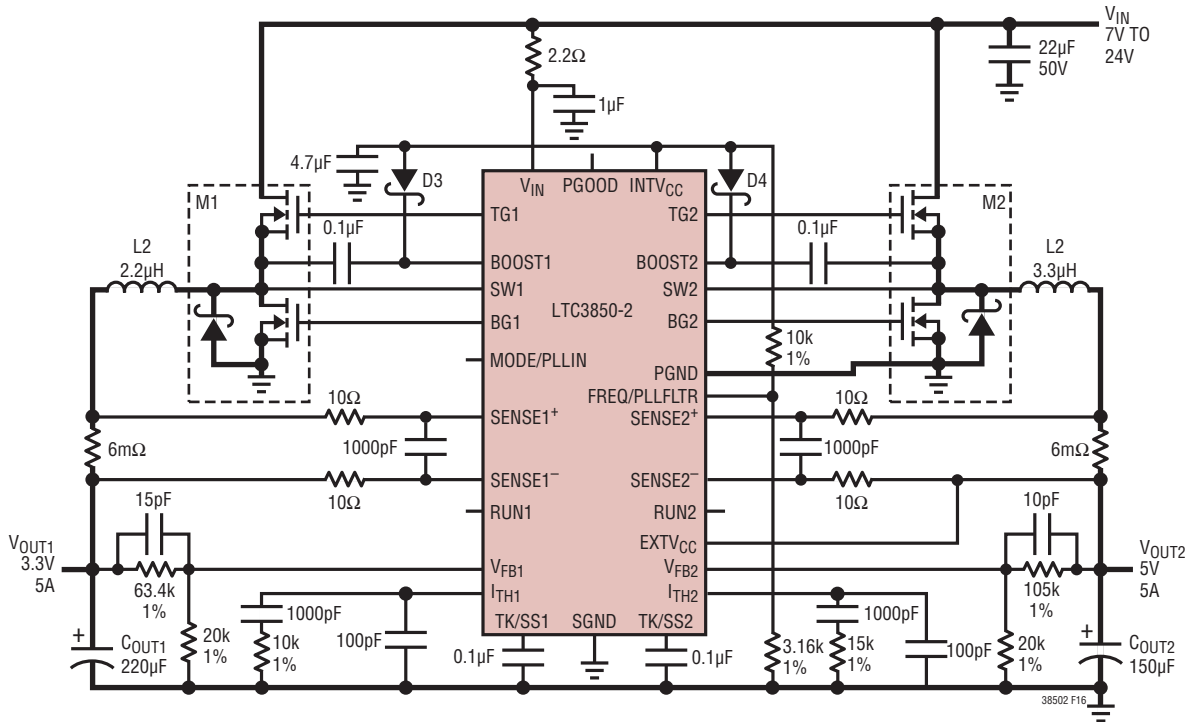 VIN
7V TO
24V
22µF
50V
2.2Ω
1µF
4.7µF
D3
D4
VIN PGOOD INTVCC
M1
M2
TG1
TG2
0.1µF
0.1µF
L2
2.2µH
L2
3.3µH
BOOST1
BOOST2
SW1
SW2
LTC3850-2
BG1
BG2
10k
1%
MODE/PLLIN
PGND
FREQ/PLLFLTR
10Ω
10Ω
SENSE1+
SENSE2+
6mΩ
1000pF
1000pF
6mΩ
SENSE1–
SENSE2–
10Ω
10Ω
15pF
10pF
RUN1
RUN2
EXTVCC
VOUT1
3.3V
5A
VOUT2
5V
5A
VFB1
VFB2
63.4k
1%
105k
1%
ITH1
ITH2
1000pF
1000pF
TK/SS1 SGND TK/SS2
20k
1%
10k
1%
100pF
0.1µF
0.1µF
3.16k
1%
15k
1%
100pF
20k
1%
+
COUT1
220µF
+
COUT2
150µF
38502 F16